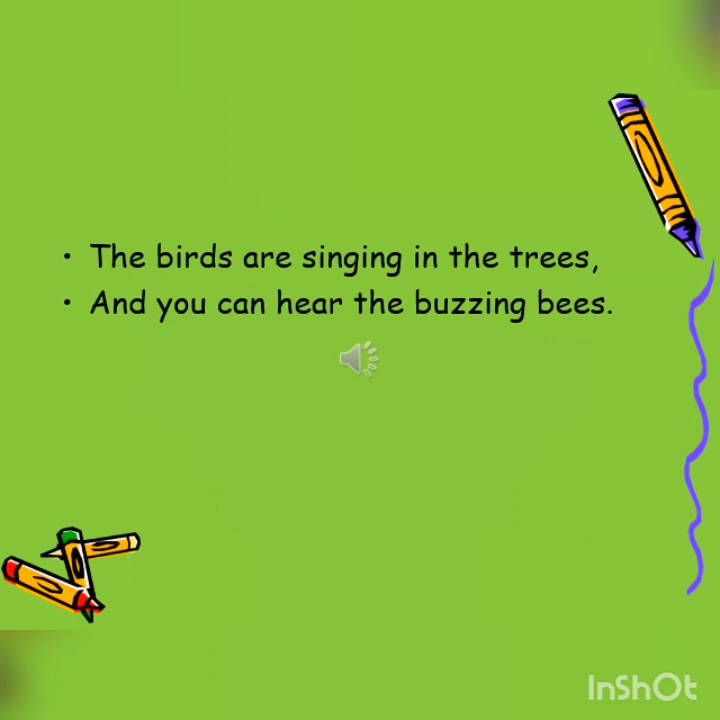 • The birds are singing in the trees,
• And you can hear the buzzing bees.
InShOt